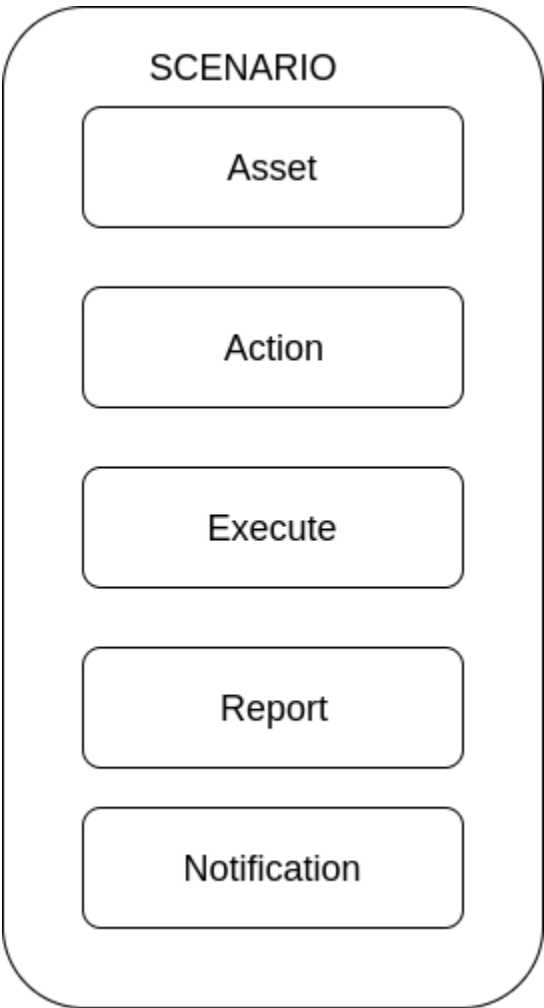 SCENARIO
Asset
Action
Execute
Report
Notification